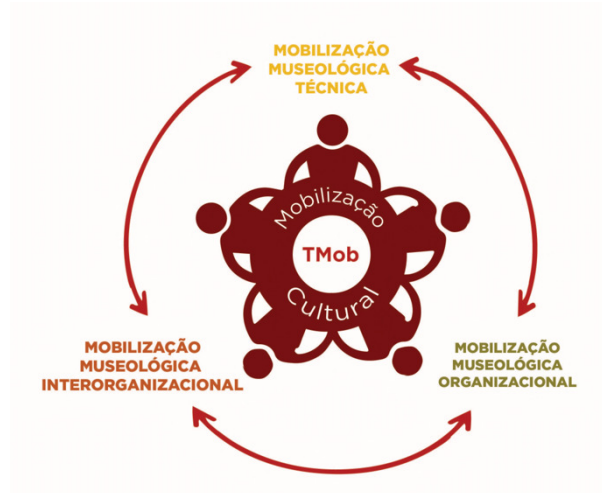 MOBILIZAÇÃO
MUSEOLÓGICA
TÉCNICA
Mobilização
TMob
Cultural
MOBILIZAÇÃO
MUSEOLÓGICA
INTERORGANIZACIONAL
MOBILIZAÇÃO
MUSEOLÓGICA
ORGANIZACIONAL